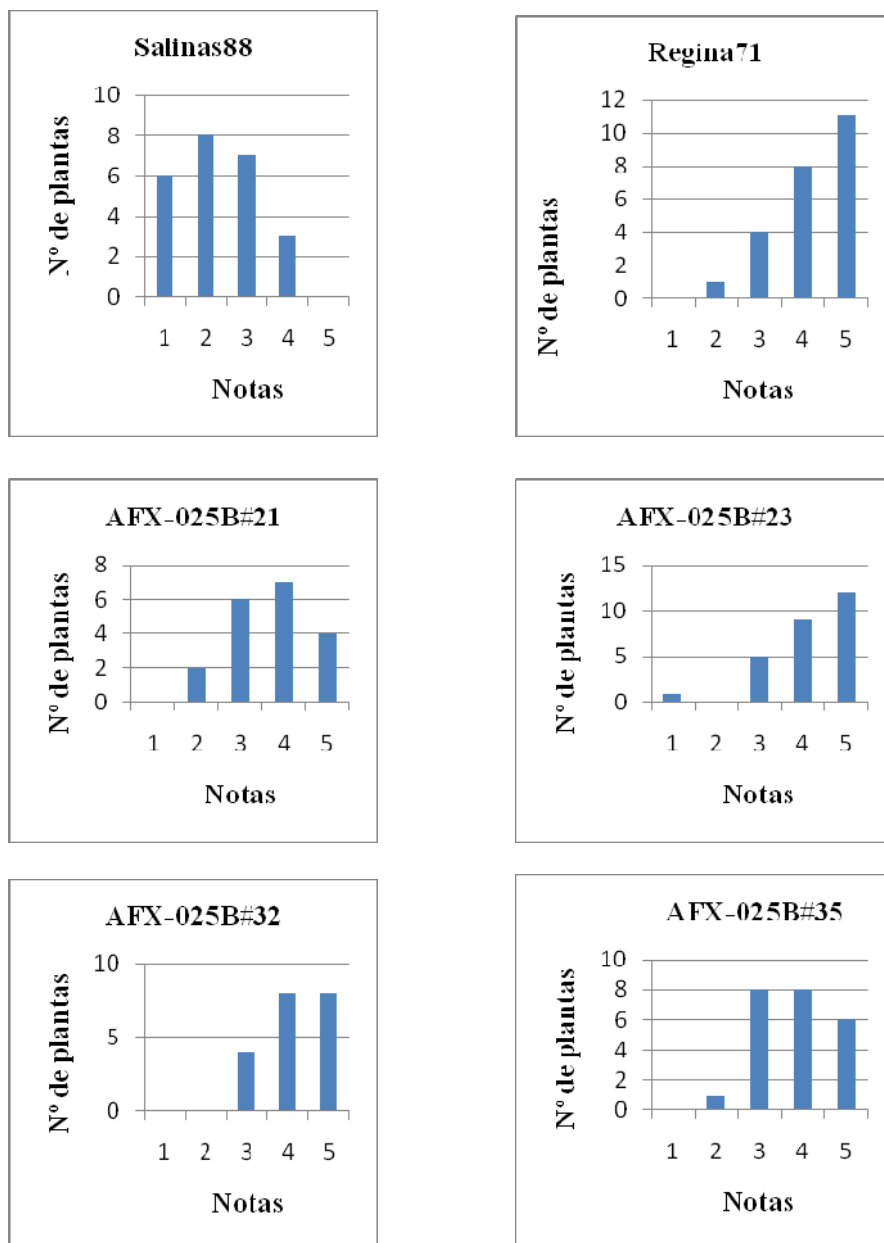 Salinas88
Nº de plantas
10
8
6
4
2
0
1 2 3 4 5
Notas
Regina71
Nº de plantas
12
10
8
6
4
2
0
1 2 3 4 5
Notas
AFX-025B#21
Nº de plantas
8
6
4
2
0
1 2 3 4 5
Notas
AFX-025B#23
Nº de plantas
15
10
5
0
1 2 3 4 5
Notas
AFX-025B#32
Nº de plantas
10
5
0
1 2 3 4 5
Notas
AFX-025B#35
Nº de plantas
10
8
6
4
2
0
1 2 3 4 5
Notas